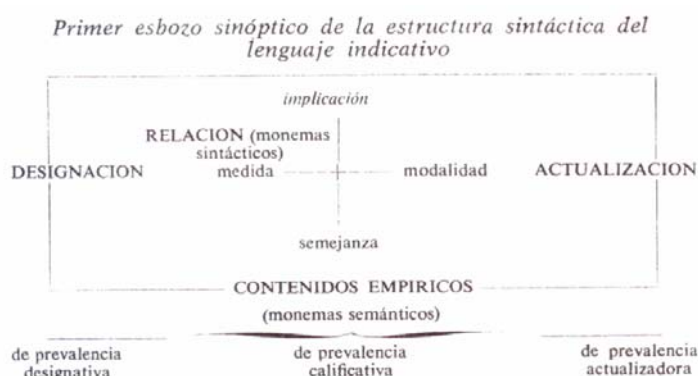 Primer esbozo sinóptico de la estructura sintáctica del
lenguaje indicativo
implicación
RELACION (monemas
sintácticos)
DESIGNACION medida modalidad ACTUALIZACION
semejanza
CONTENIDOS EMPIRICOS
(monemas semánticos)
de prevalencia de prevalencia de prevalencia
designativa calificativa actualizadora